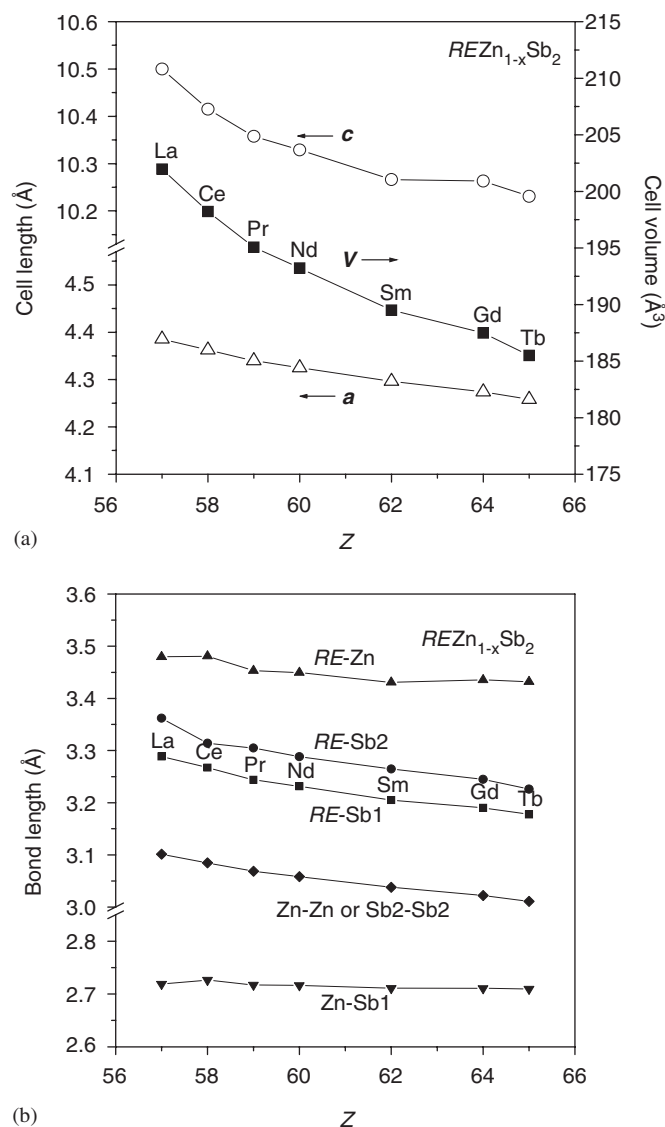 REZn1-xSb2
10.6
10.5
10.4
10.3
10.2
4.5
4.4
4.3
4.2
4.1
Cell length (Å)
215
210
205
200
195
190
185
180
175
Cell volume (Å3)
c
La
Ce
Pr
Nd
V
Sm
Gd
Tb
a
56 58 60 62 64 66
(a)
Z
3.6
3.5
3.4
3.3
3.2
3.1
3.0
2.8
2.7
2.6
Bond length (Å)
REZn1-xSb2
RE-Zn
RE-Sb2
La
Ce
Pr
Nd
Sm
Gd
Tb
RE-Sb1
Zn-Zn or Sb2-Sb2
Zn-Sb1
56 58 60 62 64 66
(b)
Z